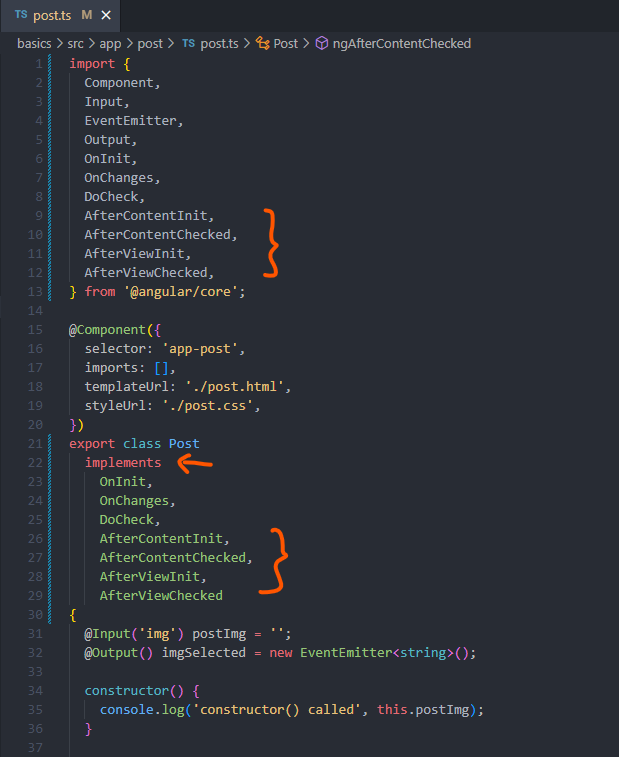 TS post.ts M ×
basics > src > app > post > TS post.ts > Post > ngAfterContentChecked
1 import {
2 Component,
3 Input,
4 EventEmitter,
5 Output,
6 OnInit,
7 OnChanges,
8 DoCheck,
9 AfterContentInit,
10 AfterContentChecked,
11 AfterViewInit,
12 AfterViewChecked,
13 } from '@angular/core';
14
15 @Component({
16 selector: 'app-post',
17 imports: [],
18 templateUrl: './post.html',
19 styleUrl: './post.css',
20 })
21 export class Post
22 implements
23 OnInit,
24 OnChanges,
25 DoCheck,
26 AfterContentInit,
27 AfterContentChecked,
28 AfterViewInit,
29 AfterViewChecked
30 {
31 @Input('img') postImg = '';
32 @Output() imgSelected = new EventEmitter<string>();
33
34 constructor() {
35 console.log('constructor() called', this.postImg);
36 }
37